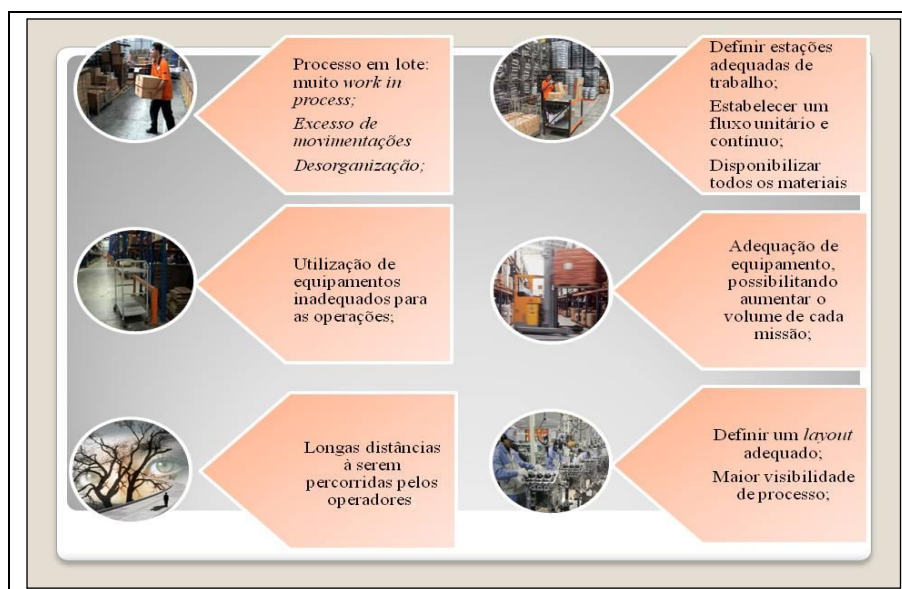 Processo em lote:
muito work in
process;
Excesso de
movimentações
Desorganização;
Definir estações
adequadas de
trabalho;
Estabelecer um
fluxo unitário e
contínuo;
Disponibilizar
todos os materiais
Utilização de
equipamentos
inadequados para
as operações;
Adequação de
equipamento,
possibilitando
aumentar o
volume de cada
missão;
Longas distâncias
à serem
percorridas pelos
operadores
Definir um layout
adequado;
Maior visibilidade
de processo;